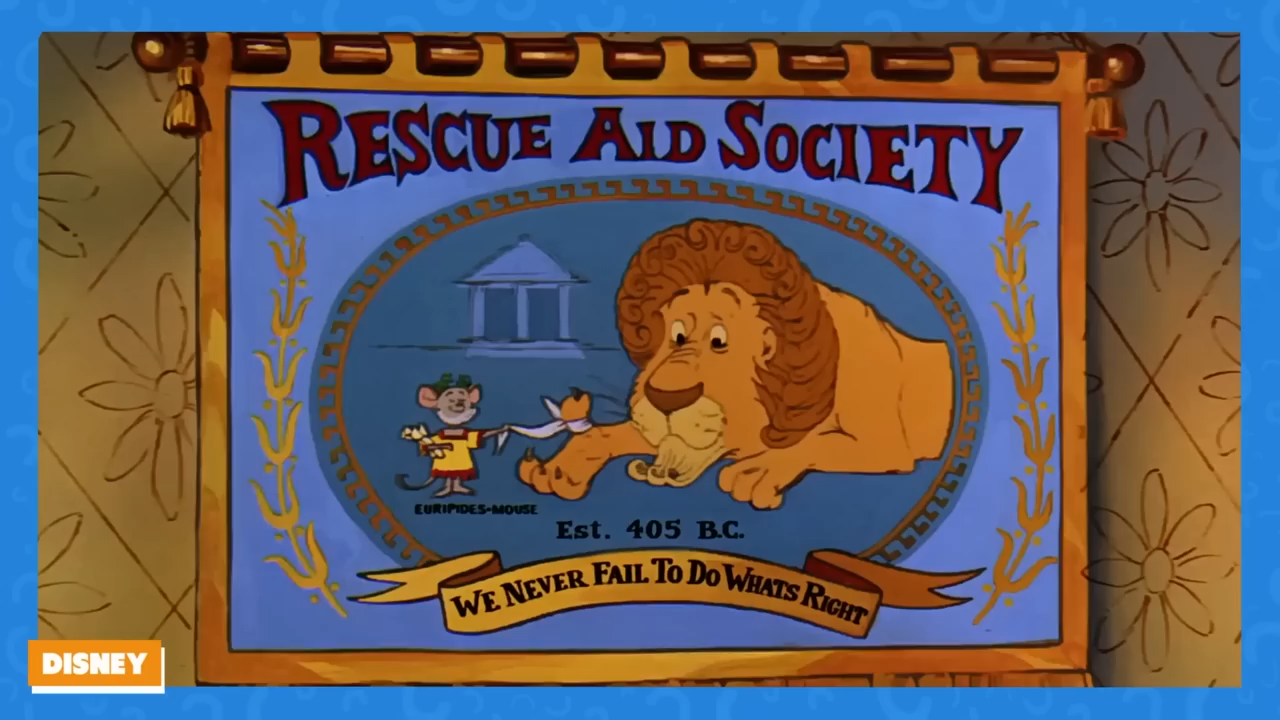 RESCUE AID SOCIETY
EURIPIDES-MOUSE
Est. 405 B.C.
WE NEVER FAIL TO DO WHATS RIGHT
DISNEY